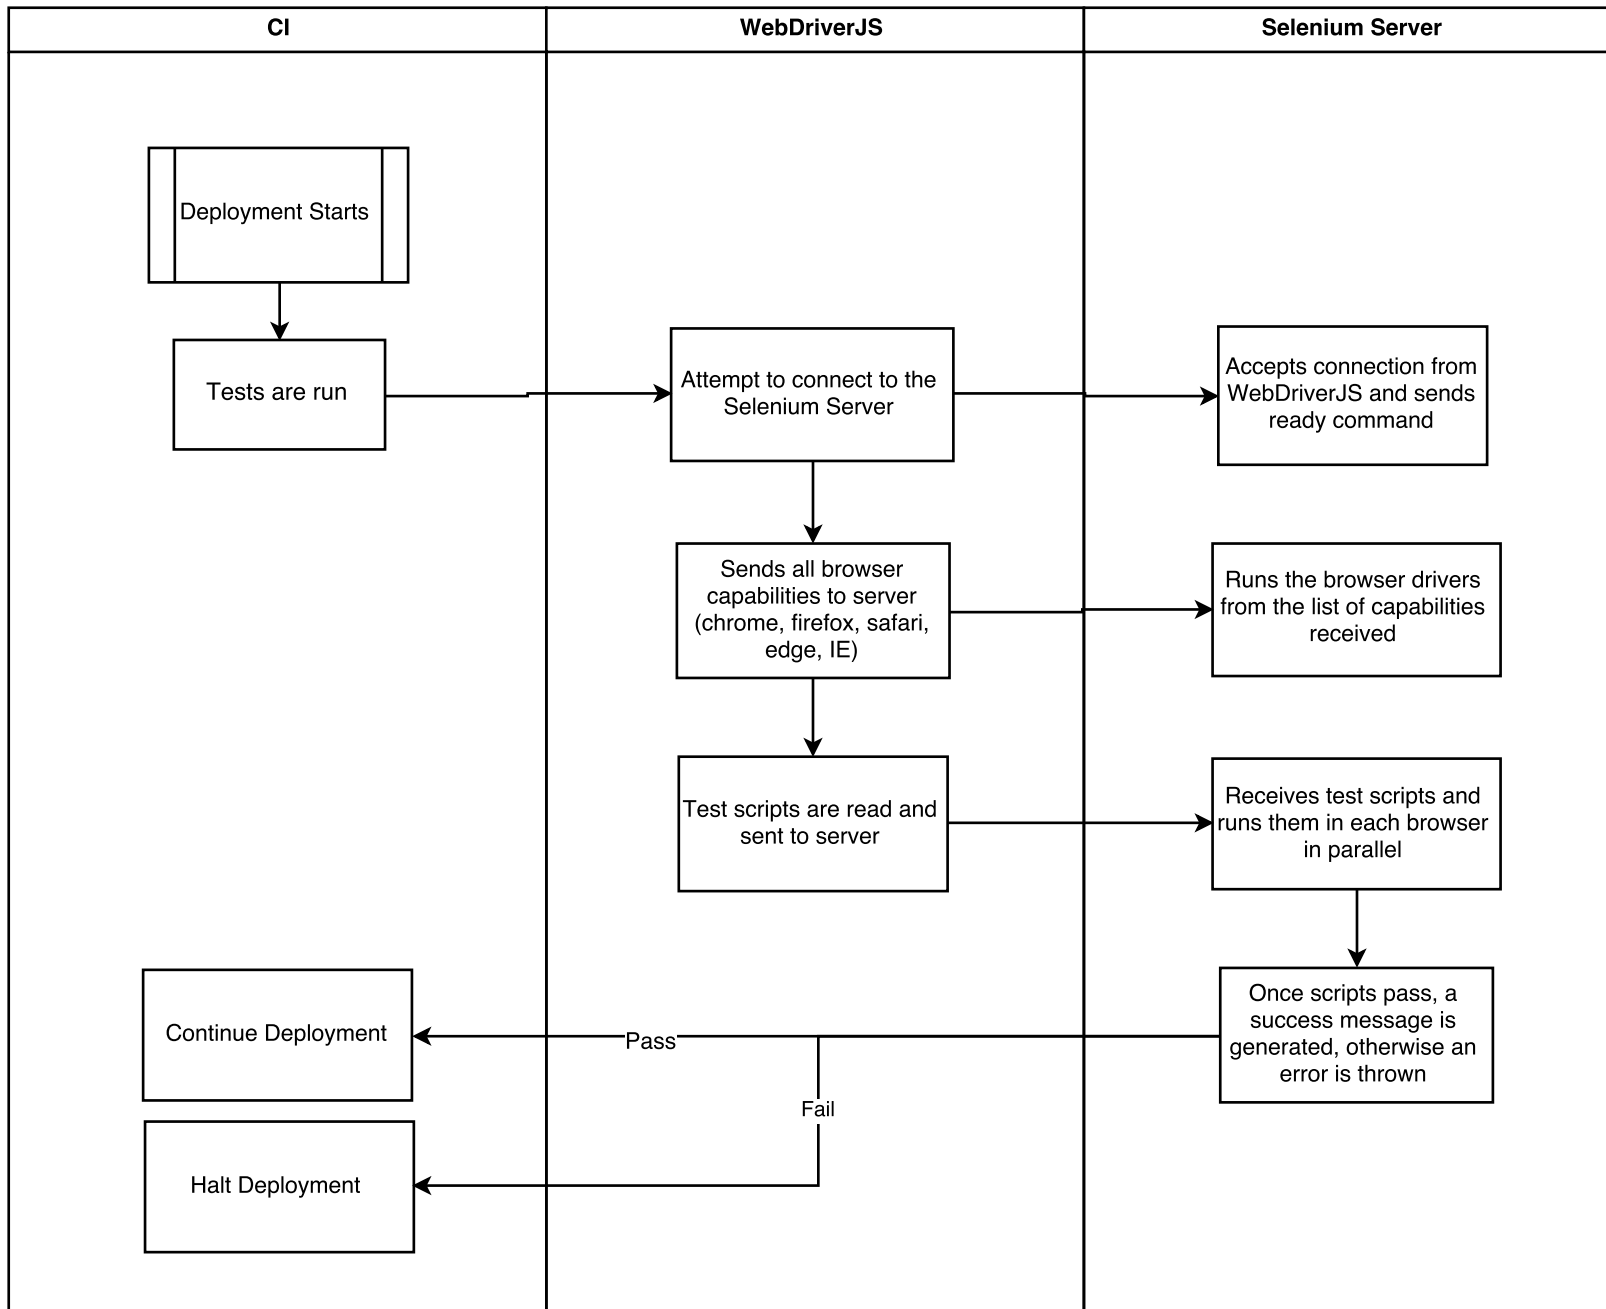 CI
WebDriverJS
Selenium Server
Deployment Starts
Tests are run
Attempt to connect to the
Selenium Server
Accepts connection from
WebDriverJS and sends
ready command
Sends all browser
capabilities to server
(chrome, firefox, safari,
edge, IE)
Runs the browser drivers
from the list of capabilities
received
Test scripts are read and
sent to server
Receives test scripts and
runs them in each browser
in parallel
Once scripts pass, a
success message is
generated, otherwise an
error is thrown
Pass
Continue Deployment
Fail
Halt Deployment